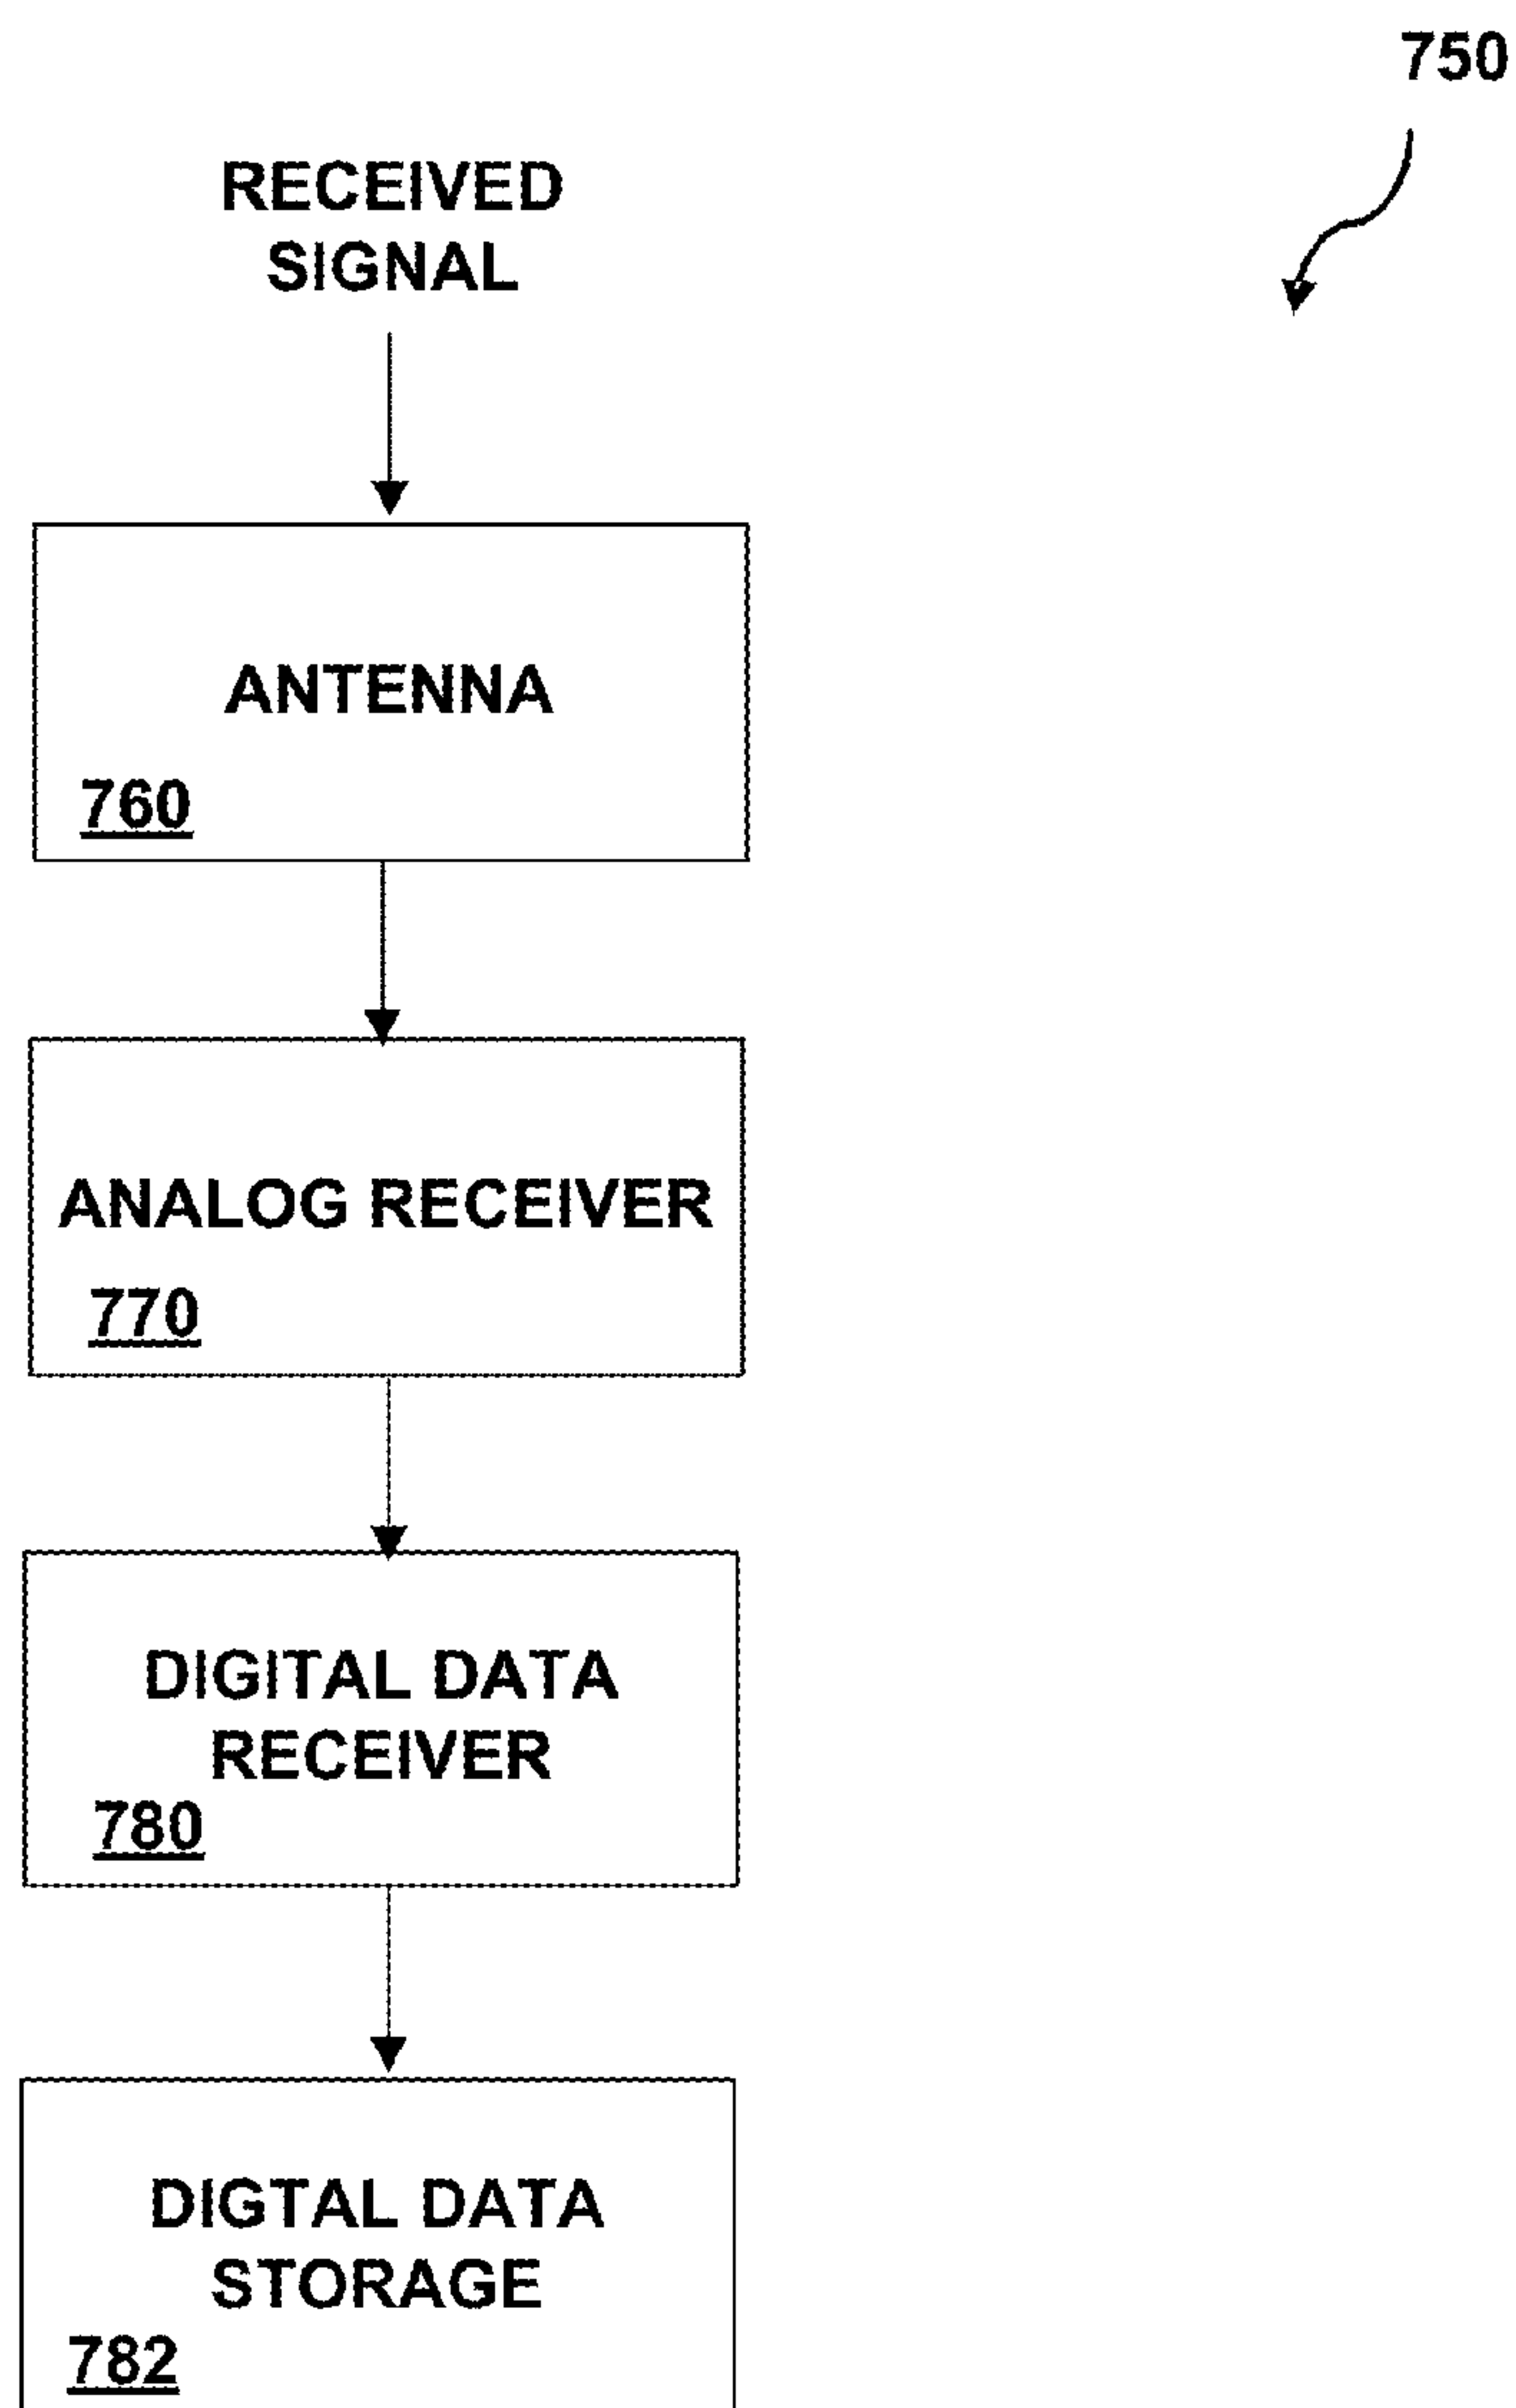 750
RECEIVED
SIGNAL
ANTENNA
760
ANALOG RECEIVER
770
DIGITAL DATA
RECEIVER
780
DIGTAL DATA
STORAGE
782